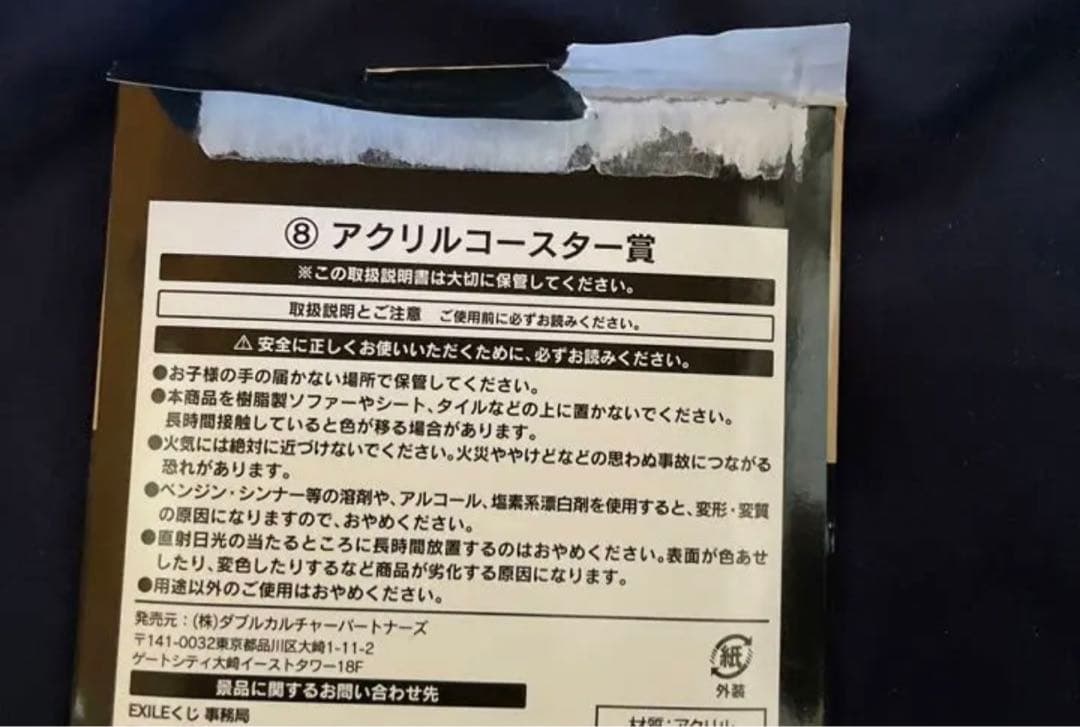 ⑧ アクリルコースター賞
※この取扱説明書は大切に保管してください。
取扱説明とご注意 ご使用前に必ずお読みください。
⚠安全に正しくお使いいただくために、必ずお読みください。
●お子様の手の届かない場所で保管してください。
●本商品を樹脂製ソファーやシート、タイルなどの上に置かないでください。
長時間接触していると色が移る場合があります。
●火気には絶対に近づけないでください。火災ややけどなどの思わぬ事故につながる
恐れがあります。
●ベンジン・シンナー等の溶剤や、アルコール、塩素系漂白剤を使用すると、変形・変質
の原因になりますので、おやめください。
●直射日光の当たるところに長時間放置するのはおやめください。表面が色あせ
したり、変色したりするなど商品が劣化する原因になります。
●用途以外のご使用はおやめください。
発売元：(株)ダブルカルチャーパートナーズ
〒141-0032東京都品川区大崎1-11-2
ゲートシティ大崎イーストタワー18F
紙
外装
景品に関するお問い合わせ先
EXILEくじ 事務局
材質：アクリル